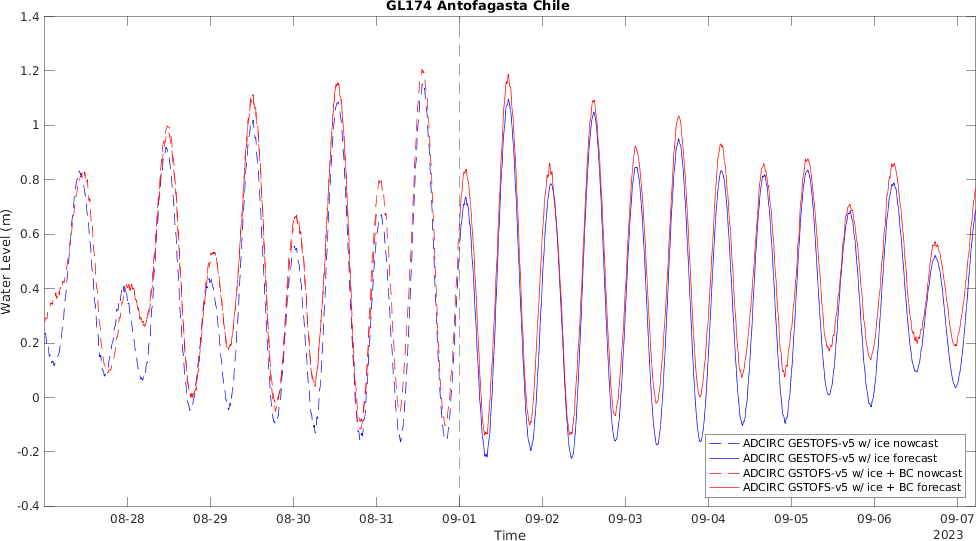 GL174 Antofagasta Chile
1.4
1.2
1
0.8
0.6
0.4
0.2
0
-0.2
-0.4
Water Level (m)
ADCIRC GESTOFS-v5 w/ ice nowcast
ADCIRC GESTOFS-v5 w/ ice forecast
ADCIRC GSTOFS-v5 w/ ice + BC nowcast
ADCIRC GSTOFS-v5 w/ ice + BC forecast
08-28 08-29 08-30 08-31 09-01 09-02 09-03 09-04 09-05 09-06 09-07
Time
2023